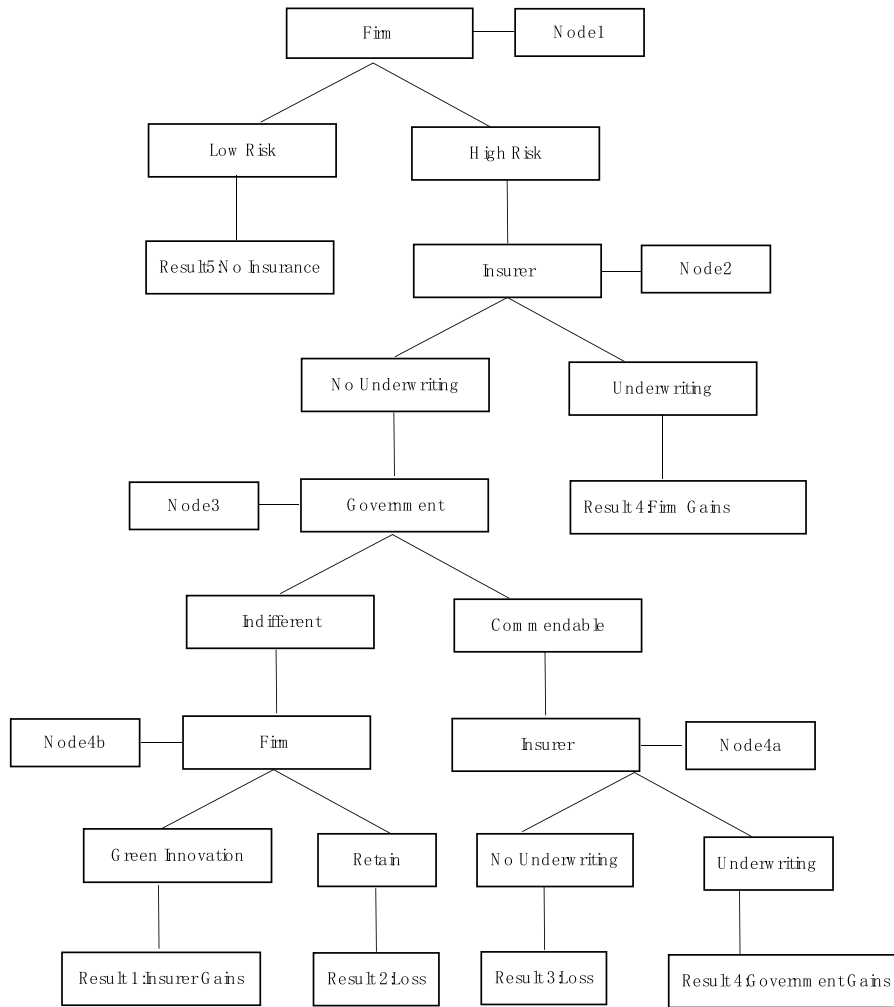 Firm
Node1
Low Risk
High Risk
Result5:No Insurance
Insurer
Node2
No Underwriting
Underwriting
Node3
Government
Result4:Firm Gains
Indifferent
Commendable
Node4b
Firm
Insurer
Node4a
Green Innovation
Retain
No Underwriting
Underwriting
Result1:Insurer Gains
Result2:Loss
Result3:Loss
Result4:Government Gains